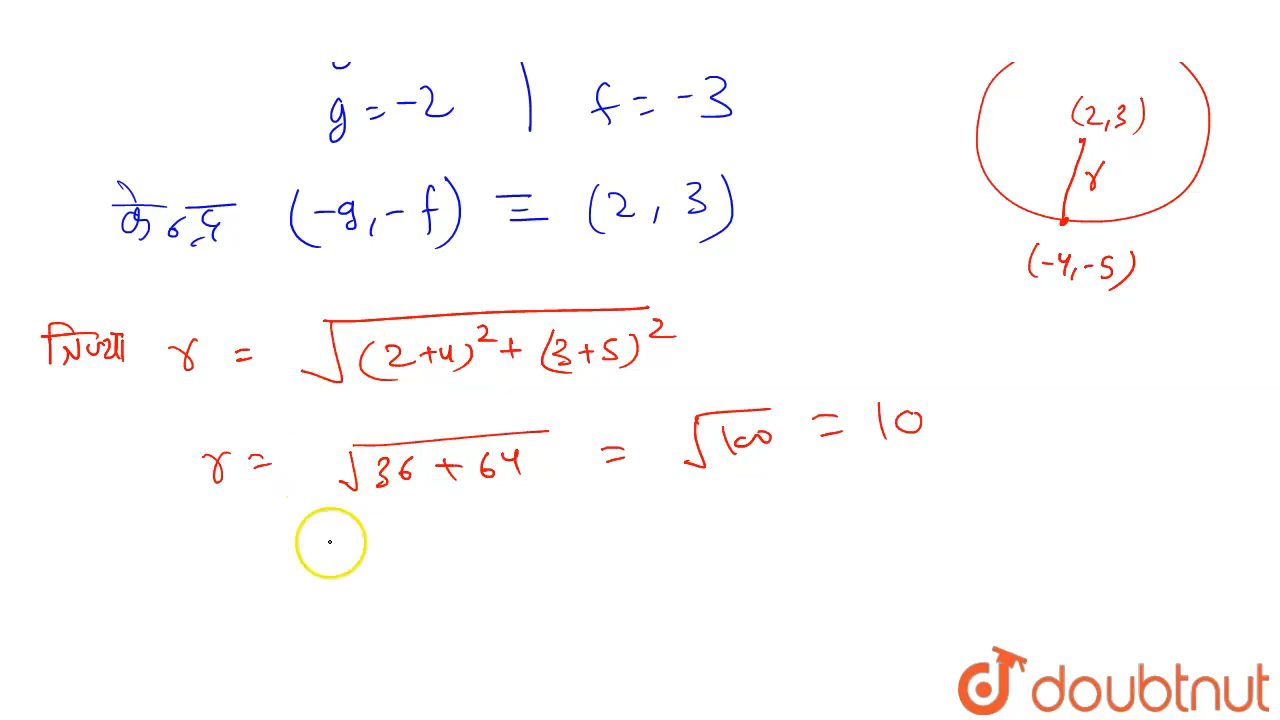 g = -2 | f = -3
(2,3)
r
केन्द्र (-g, -f) ≡ (2, 3)
(-4,-5)
त्रिज्या r = √(2+4)² + (3+5)²
r = √36 + 64 = √100 = 10
doubtnut